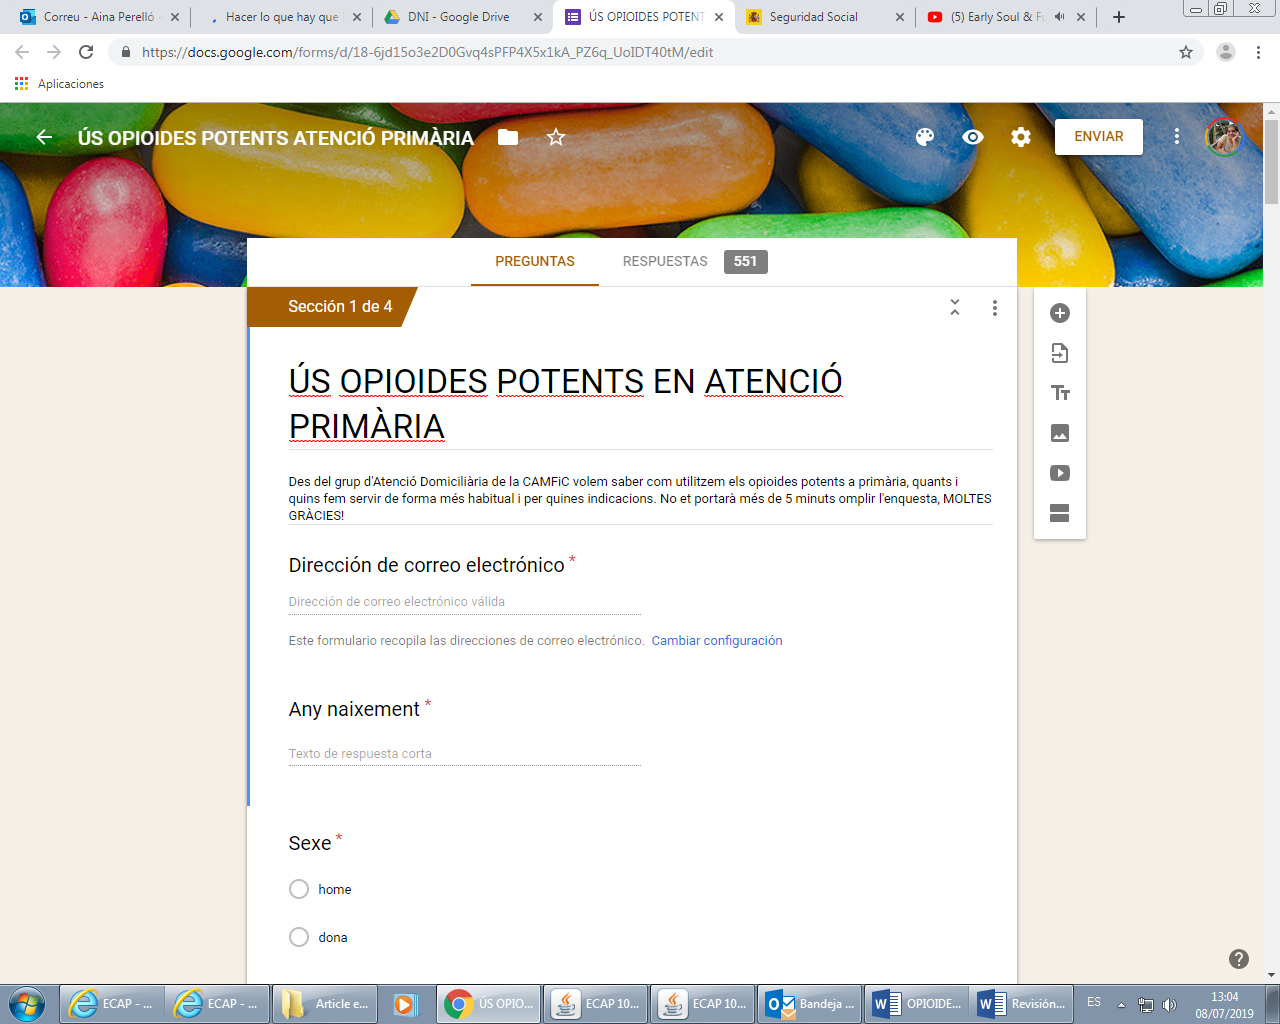 Correu - Aina Perelló
Hacer lo que hay que
DNI - Google Drive
ÚS OPIOIDES POTENT
Seguridad Social
(5) Early Soul & F
https://docs.google.com/forms/d/18-6jd15o3e2D0Gvq4sPFP4X5x1kA_PZ6q_UoIDT40tM/edit
Aplicaciones
ÚS OPIOIDES POTENTS ATENCIÓ PRIMÀRIA
ENVIAR
PREGUNTAS
RESPUESTAS
551
Sección 1 de 4
ÚS OPIOIDES POTENTS EN ATENCIÓ
PRIMÀRIA
Des del grup d'Atenció Domiciliària de la CAMFiC volem saber com utilitzem els opioides potents a primària, quants i
quins fem servir de forma més habitual i per quines indicacions. No et portarà més de 5 minuts omplir l'enquesta, MOLTES
GRÀCIES!
Dirección de correo electrónico *
Dirección de correo electrónico válida
Este formulario recopila las direcciones de correo electrónico. Cambiar configuración
Any naixement *
Texto de respuesta corta
Sexe *
home
dona
ECAP - ...
ECAP - ...
Article e...
ÚS OPIO...
ECAP 10...
ECAP 10...
Bandeja ...
OPIOIDE...
Revisión...
ES
13:04
08/07/2019